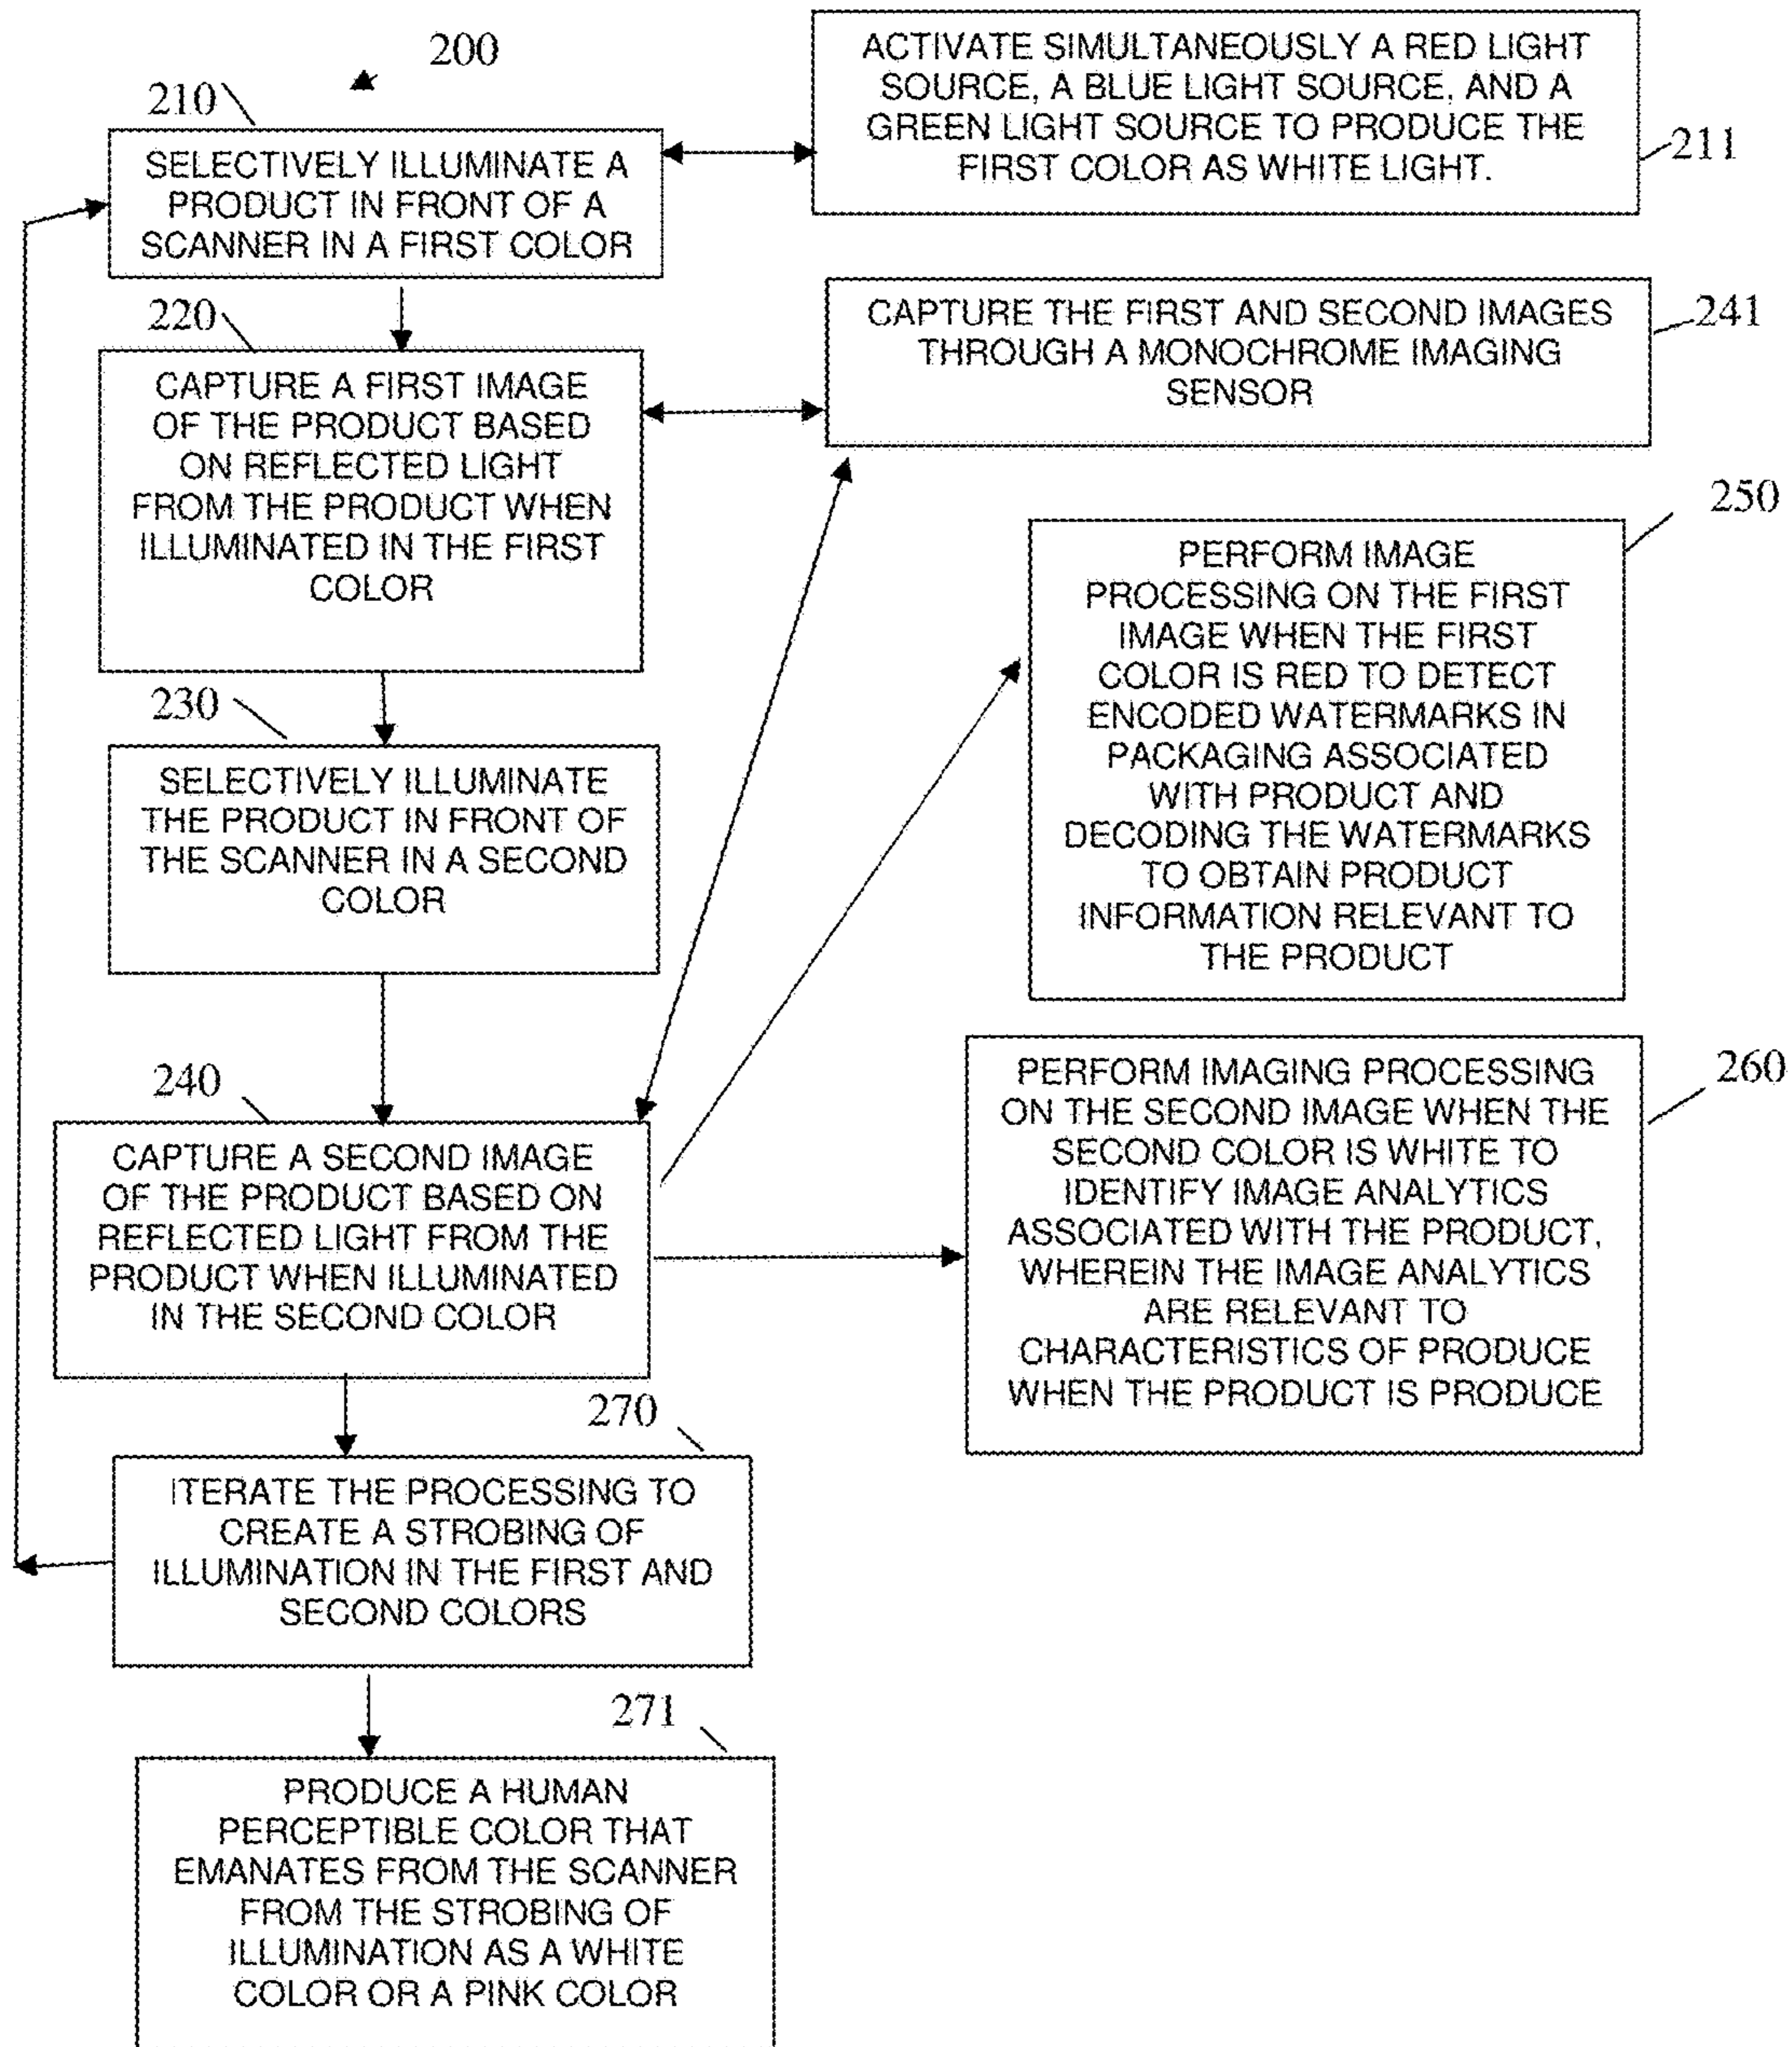 200
210
SELECTIVELY ILLUMINATE A
PRODUCT IN FRONT OF A
SCANNER IN A FIRST COLOR
ACTIVATE SIMULTANEOUSLY A RED LIGHT
SOURCE, A BLUE LIGHT SOURCE, AND A
GREEN LIGHT SOURCE TO PRODUCE THE
FIRST COLOR AS WHITE LIGHT.
211
220
CAPTURE A FIRST IMAGE
OF THE PRODUCT BASED
ON REFLECTED LIGHT
FROM THE PRODUCT WHEN
ILLUMINATED IN THE FIRST
COLOR
CAPTURE THE FIRST AND SECOND IMAGES
THROUGH A MONOCHROME IMAGING
SENSOR
241
230
SELECTIVELY ILLUMINATE
THE PRODUCT IN FRONT OF
THE SCANNER IN A SECOND
COLOR
250
PERFORM IMAGE
PROCESSING ON THE FIRST
IMAGE WHEN THE FIRST
COLOR IS RED TO DETECT
ENCODED WATERMARKS IN
PACKAGING ASSOCIATED
WITH PRODUCT AND
DECODING THE WATERMARKS
TO OBTAIN PRODUCT
INFORMATION RELEVANT TO
THE PRODUCT
240
CAPTURE A SECOND IMAGE
OF THE PRODUCT BASED ON
REFLECTED LIGHT FROM THE
PRODUCT WHEN ILLUMINATED
IN THE SECOND COLOR
260
PERFORM IMAGING PROCESSING
ON THE SECOND IMAGE WHEN THE
SECOND COLOR IS WHITE TO
IDENTIFY IMAGE ANALYTICS
ASSOCIATED WITH THE PRODUCT,
WHEREIN THE IMAGE ANALYTICS
ARE RELEVANT TO
CHARACTERISTICS OF PRODUCE
WHEN THE PRODUCT IS PRODUCE
270
ITERATE THE PROCESSING TO
CREATE A STROBING OF
ILLUMINATION IN THE FIRST AND
SECOND COLORS
271
PRODUCE A HUMAN
PERCEPTIBLE COLOR THAT
EMANATES FROM THE SCANNER
FROM THE STROBING OF
ILLUMINATION AS A WHITE
COLOR OR A PINK COLOR